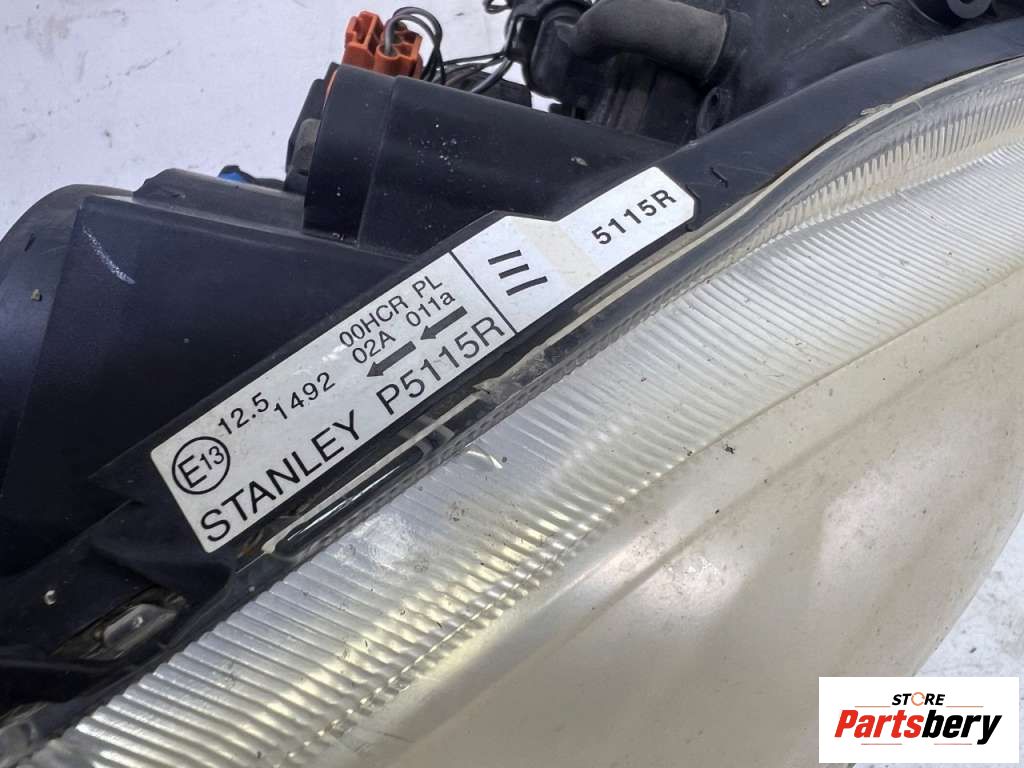 E13 12.5 00HCR PL
1492 02A 011a
STANLEY P5115R
5115R
STORE
Partsbery